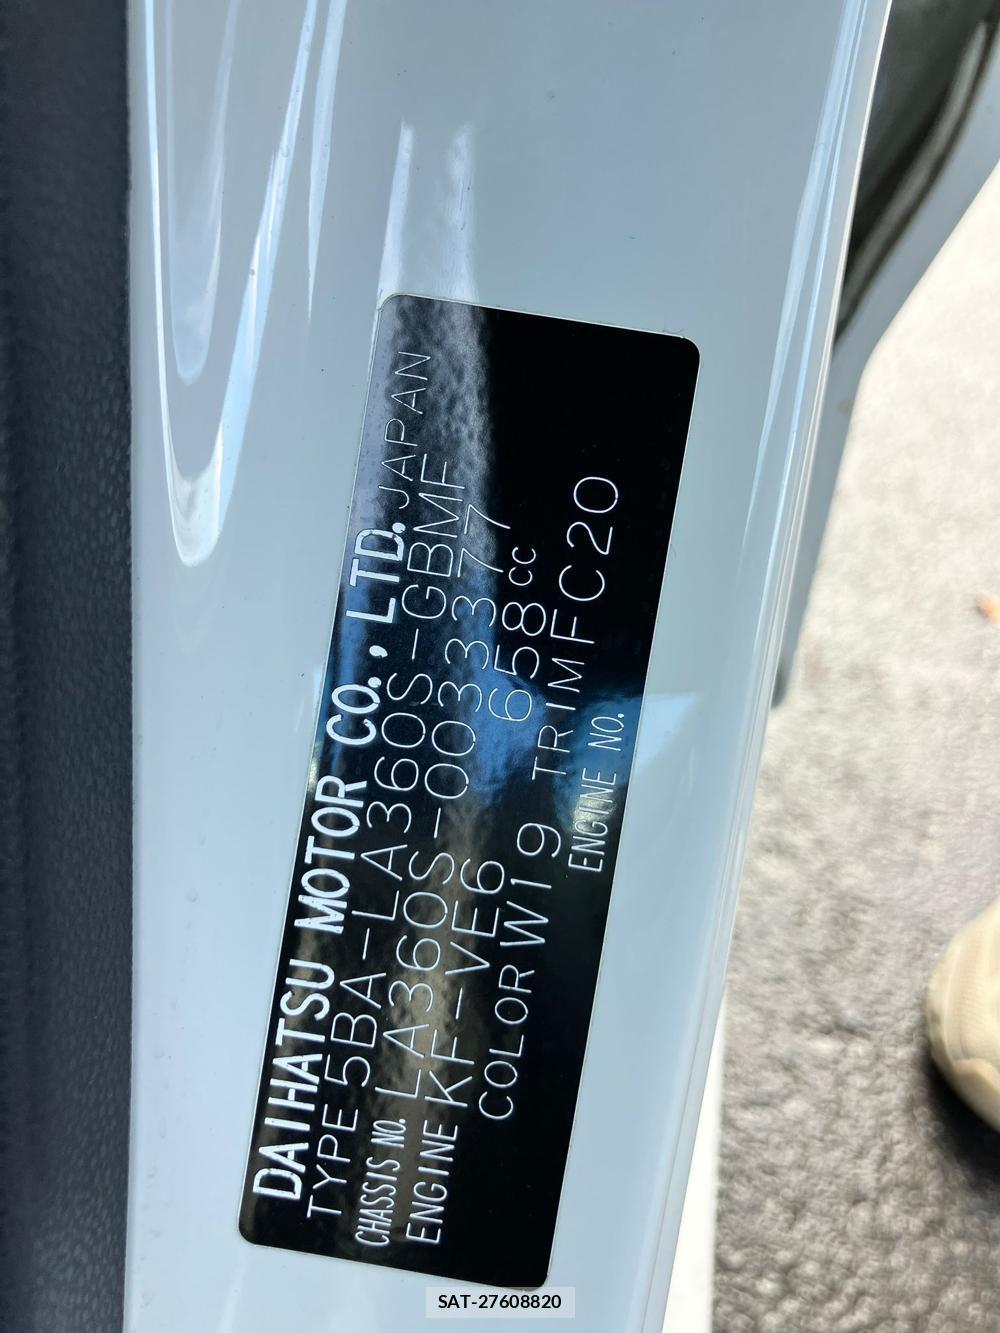 DAIHATSU MOTOR CO., LTD. JAPAN
TYPE 5BA-LA360S-GBMF
CHASSIS NO. LA360S-0033377
ENGINE KF-VE6 658cc
COLOR W19 TRIM FC20
ENGINE NO.
SAT-27608820